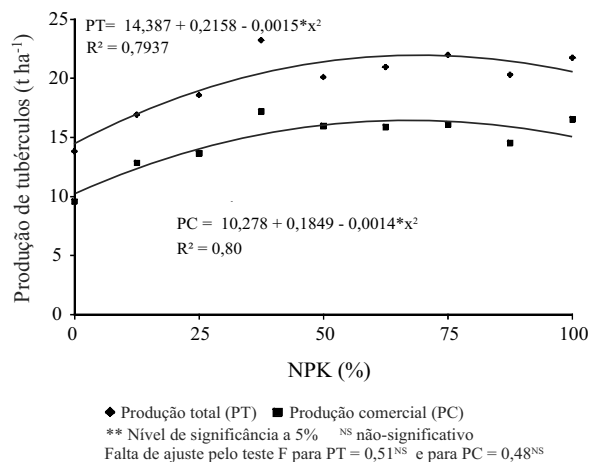 PT= 14,387 + 0,2158 - 0,0015*x²
R² = 0,7937
25
20
15
10
5
0
Produção de tubérculos (t ha⁻¹)
PC = 10,278 + 0,1849 - 0,0014*x²
R² = 0,80
0 25 50 75 100
NPK (%)
Produção total (PT) Produção comercial (PC)
** Nível de significância a 5% NS não-significativo
Falta de ajuste pelo teste F para PT = 0,51NS e para PC = 0,48NS